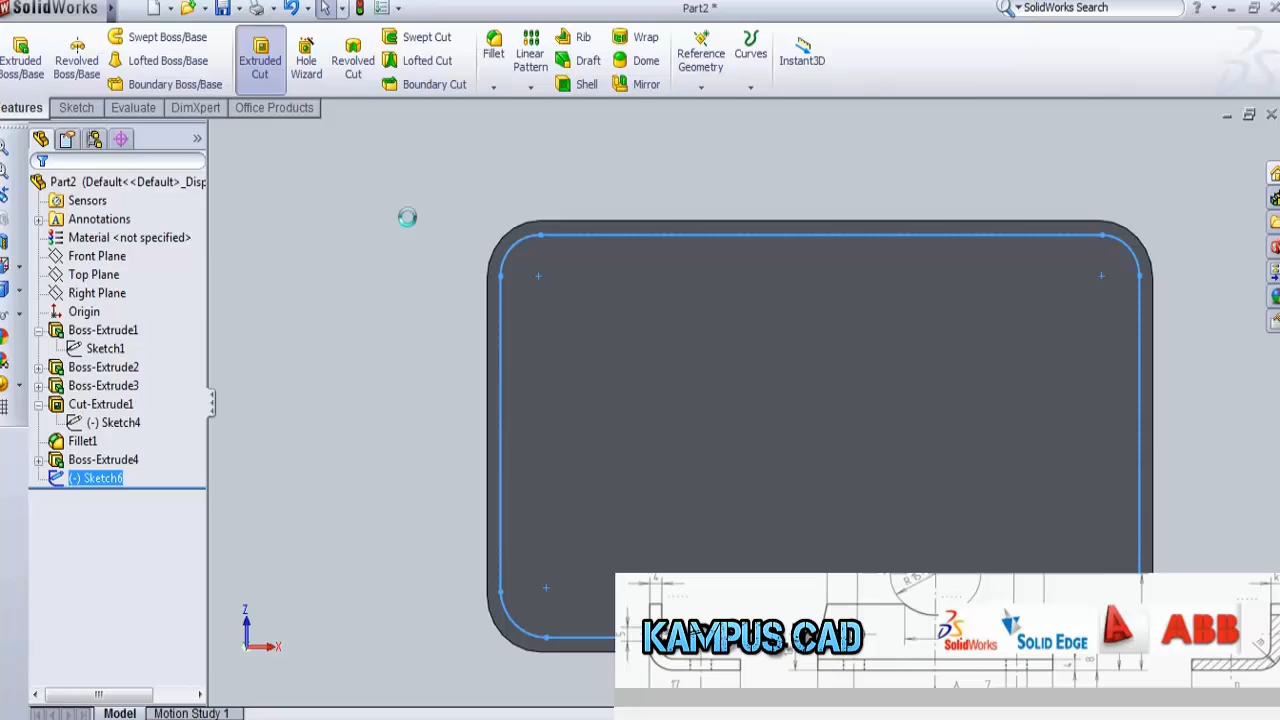 SolidWorks
Part2 *
SolidWorks Search
Extruded Boss/Base
Revolved Boss/Base
Swept Boss/Base
Lofted Boss/Base
Boundary Boss/Base
Extruded Cut
Hole Wizard
Revolved Cut
Swept Cut
Lofted Cut
Boundary Cut
Fillet
Linear Pattern
Rib
Draft
Shell
Wrap
Dome
Mirror
Reference Geometry
Curves
Instant3D
eatures
Sketch
Evaluate
DimXpert
Office Products
Part2 (Default<<Default>_Disp
Sensors
Annotations
Material <not specified>
Front Plane
Top Plane
Right Plane
Origin
Boss-Extrude1
Sketch1
Boss-Extrude2
Boss-Extrude3
Cut-Extrude1
(-) Sketch4
Fillet1
Boss-Extrude4
(-) Sketch6
Z
X
KAMPUS CAD
SolidWorks
SOLID EDGE
ABB
17
Model
Motion Study 1